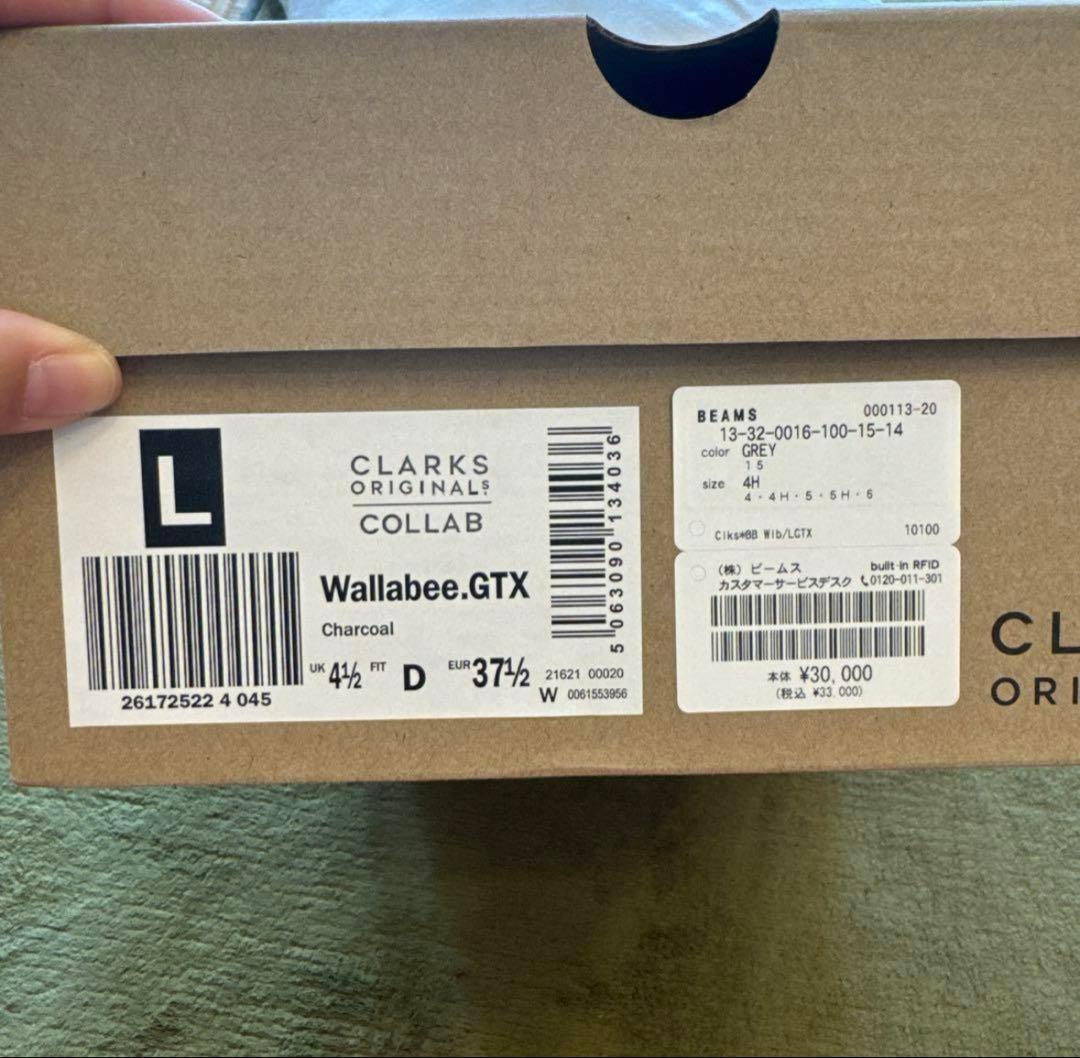 L
CLARKS
ORIGINALS
COLLAB
Wallabee.GTX
Charcoal
UK 4½ FIT D EUR 37½
26172522 4 045
5 063090 134036
21621 00020
W 0061553956
BEAMS 000113-20
13-32-0016-100-15-14
color GREY
15
size 4H
4・4H・5・5H・6
Clks*BB Wlb/LGTX 10100
(株) ビームス built-in RFID
カスタマーサービスデスク 0120-011-301
本体 ¥30,000
(税込 ¥33,000)
CL
ORI